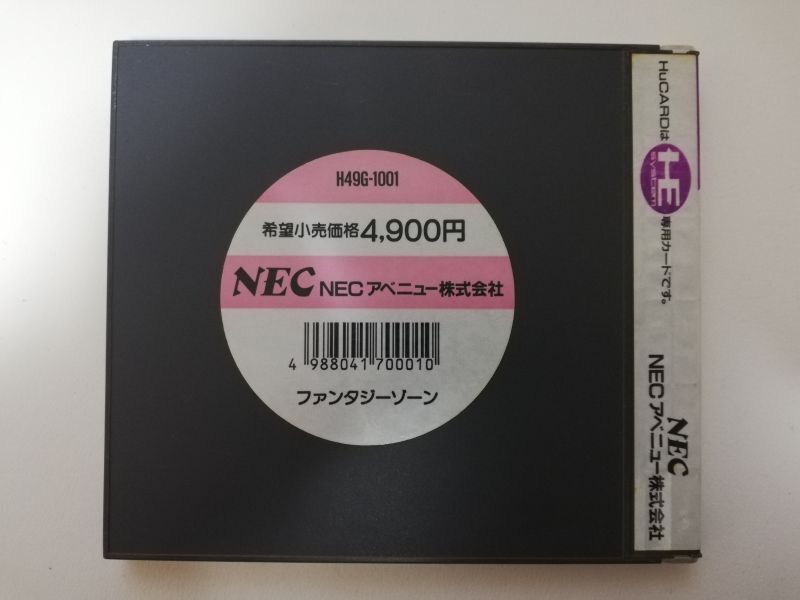 H49G-1001
希望小売価格4,900円
NEC NECアベニュー株式会社
4 988041 700010
ファンタジーゾーン
HuCARDは HE system 専用カードです。
NEC
NECアベニュー株式会社